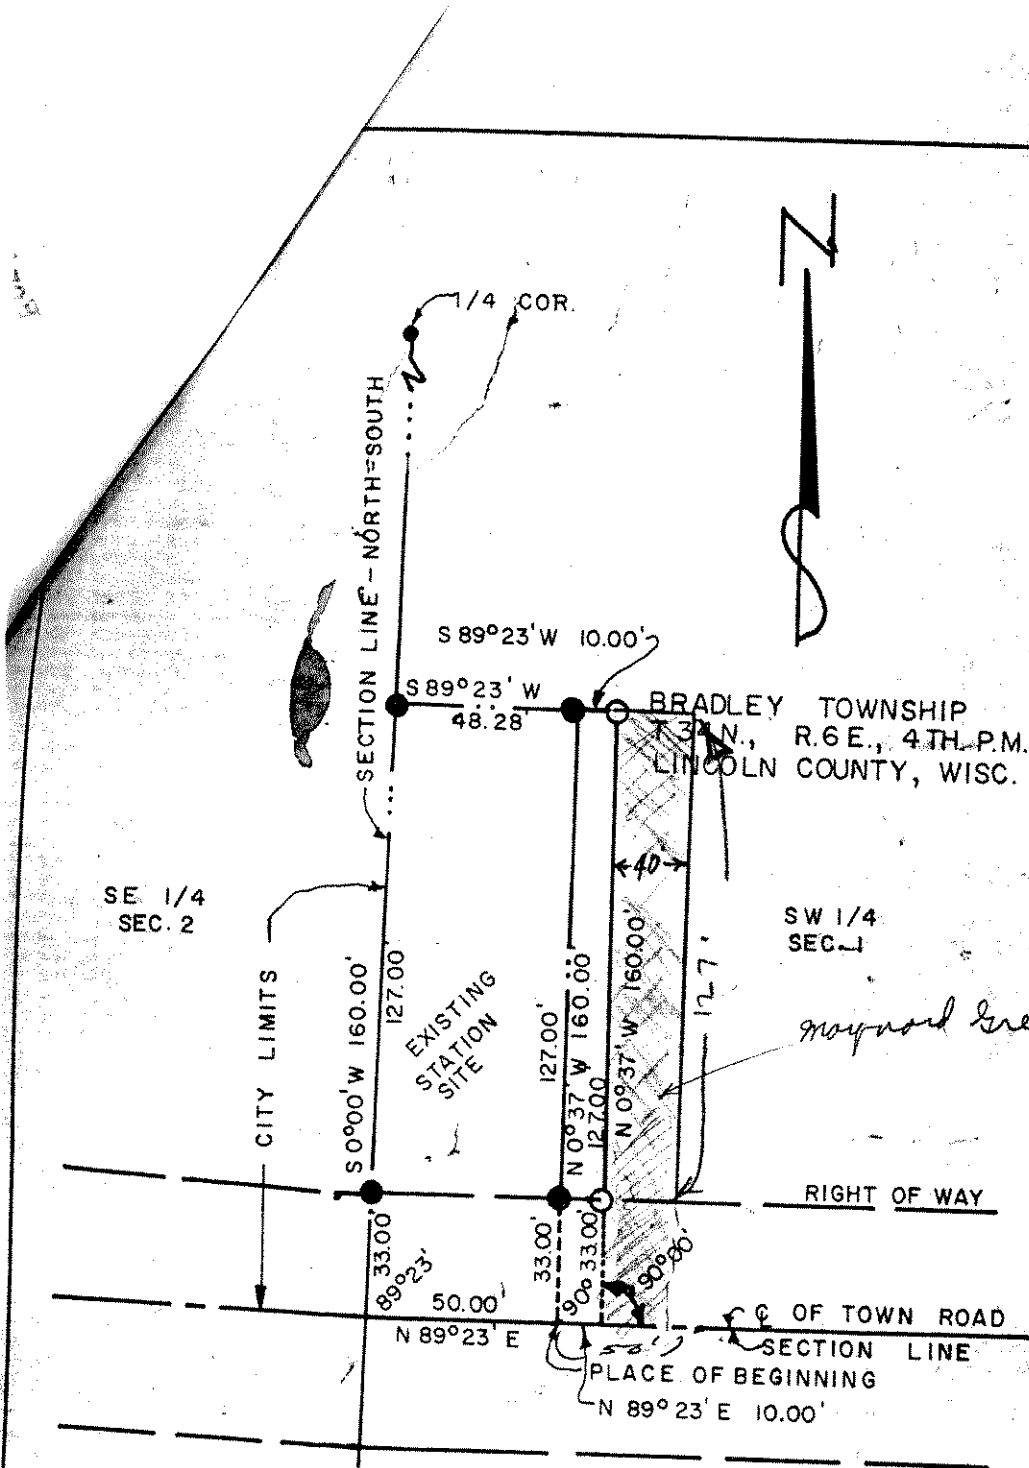 N
1/4 COR.
SECTION LINE - NORTH=SOUTH
S 89°23' W 10.00'
S 89°23' W
48.28'
BRADLEY TOWNSHIP
T.34N., R.6E., 4TH. P.M.
LINCOLN COUNTY, WISC.
40'
SE 1/4
SEC. 2
SW 1/4
SEC. 1
CITY LIMITS
S 0°00' W 160.00'
127.00'
EXISTING
STATION
SITE
127.00'
N 0°37' W 160.00'
127.00
N 0°37' W 160.00'
127'
Maynard
RIGHT OF WAY
33.00'
89°23'
33.00'
90°
33.00'
90°00'
50.00'
N 89°23' E
℄ OF TOWN ROAD
SECTION LINE
PLACE OF BEGINNING
N 89°23' E 10.00'
S